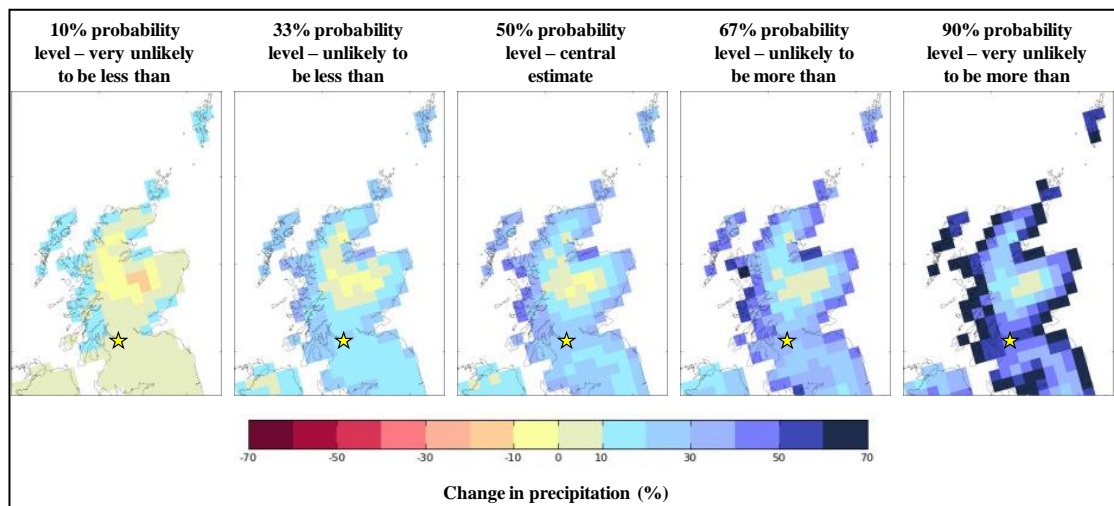 10% probability
level – very unlikely
to be less than
33% probability
level – unlikely to
be less than
50% probability
level – central
estimate
67% probability
level – unlikely to
be more than
90% probability
level – very unlikely
to be more than
-70 -50 -30 -10 0 10 30 50 70
Change in precipitation (%)